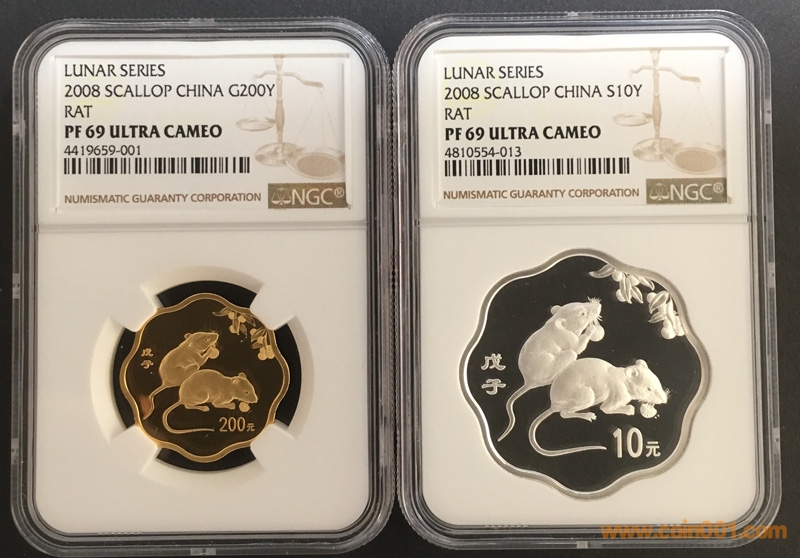 LUNAR SERIES
2008 SCALLOP CHINA G200Y
RAT
PF 69 ULTRA CAMEO
4419659-001
NUMISMATIC GUARANTY CORPORATION
NGC®
戊子
200元
LUNAR SERIES
2008 SCALLOP CHINA S10Y
RAT
PF 69 ULTRA CAMEO
4810554-013
NUMISMATIC GUARANTY CORPORATION
NGC®
戊子
10元
www.coin001.com